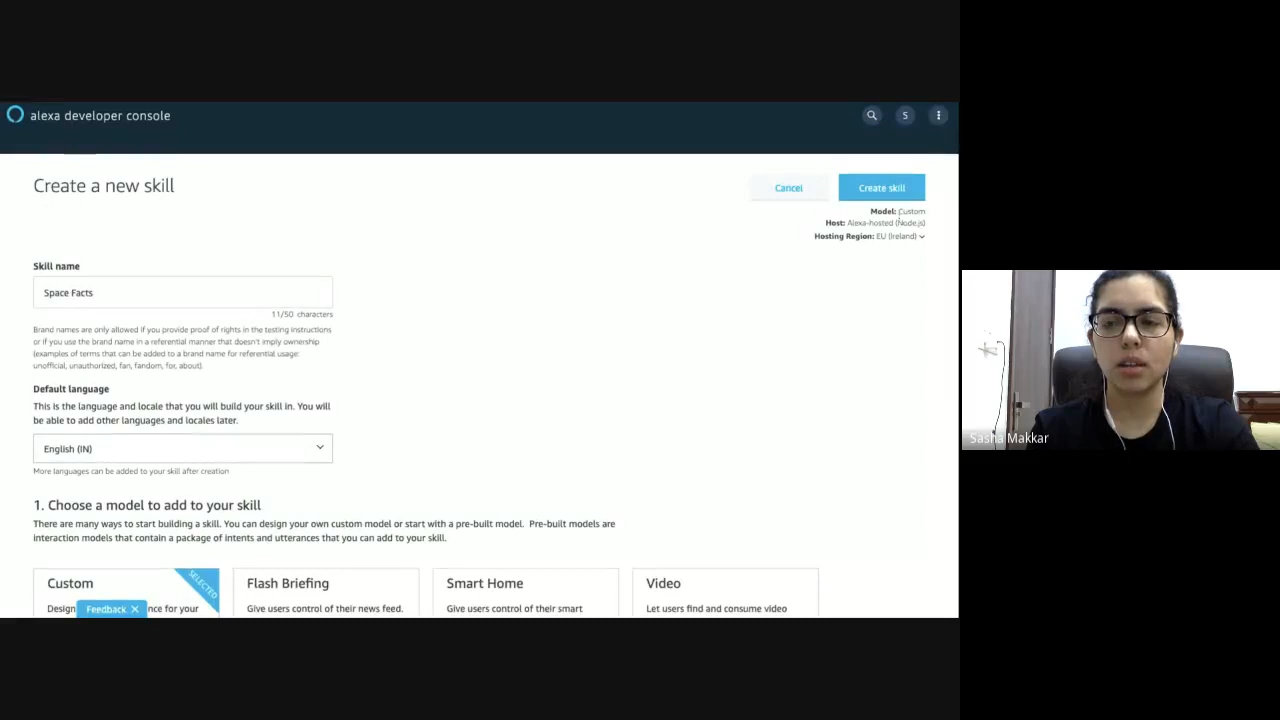 alexa developer console
S
Create a new skill
Cancel
Create skill
Model: Custom
Host: Alexa-hosted (Node.js)
Hosting Region: EU (Ireland)
Skill name
Space Facts
11/50 characters
Brand names are only allowed if you provide proof of rights in the testing instructions
or if you use the brand name in a referential manner that doesn't imply ownership
(examples of terms that can be added to a brand name for referential usage:
unofficial, unauthorized, fan, fandom, for, about).
Default language
This is the language and locale that you will build your skill in. You will
be able to add other languages and locales later.
English (IN)
More languages can be added to your skill after creation
1. Choose a model to add to your skill
There are many ways to start building a skill. You can design your own custom model or start with a pre-built model. Pre-built models are
interaction models that contain a package of intents and utterances that you can add to your skill.
Custom
SELECTED
Flash Briefing
Smart Home
Video
Design
Feedback
nce for your
Give users control of their news feed.
Give users control of their smart
Let users find and consume video
Sasha Makkar